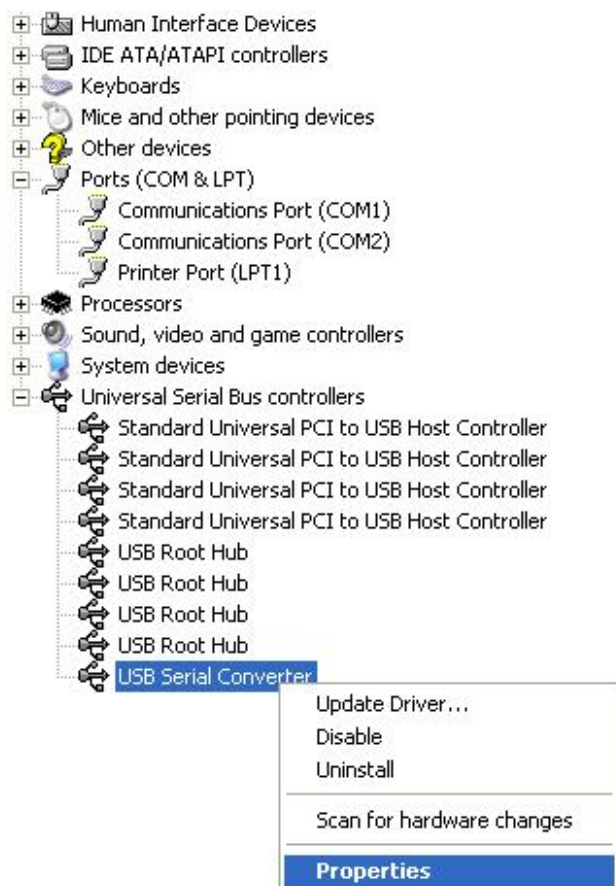 Human Interface Devices
IDE ATA/ATAPI controllers
Keyboards
Mice and other pointing devices
Other devices
Ports (COM & LPT)
Communications Port (COM1)
Communications Port (COM2)
Printer Port (LPT1)
Processors
Sound, video and game controllers
System devices
Universal Serial Bus controllers
Standard Universal PCI to USB Host Controller
Standard Universal PCI to USB Host Controller
Standard Universal PCI to USB Host Controller
Standard Universal PCI to USB Host Controller
USB Root Hub
USB Root Hub
USB Root Hub
USB Root Hub
USB Serial Converter
Update Driver...
Disable
Uninstall
Scan for hardware changes
Properties